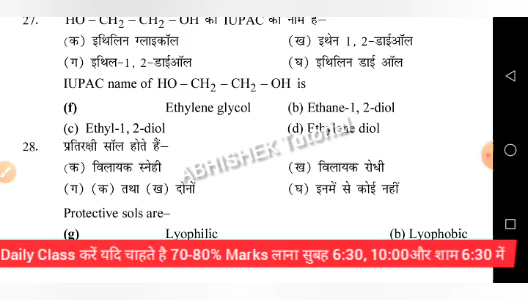 27. HO – CH2 – CH2 – OH का IUPAC का नाम है–
(क) इथिलिन ग्लाइकॉल (ख) इथेन 1, 2-डाईऑल
(ग) इथिल-1, 2-डाईऑल (घ) इथिलिन डाई ऑल
IUPAC name of HO – CH2 – CH2 – OH is
(f) Ethylene glycol (b) Ethane-1, 2-diol
(c) Ethyl-1, 2-diol (d) Ethylene diol
28. प्रतिरक्षी सॉल होते हैं–
(क) विलायक स्नेही (ख) विलायक रोधी
(ग) (क) तथा (ख) दोनों (घ) इनमें से कोई नहीं
ABHISHEK Tutorial
Protective sols are–
(g) Lyophilic (b) Lyophobic
Daily Class करें यदि चाहते है 70-80% Marks लाना सुबह 6:30, 10:00और शाम 6:30 में